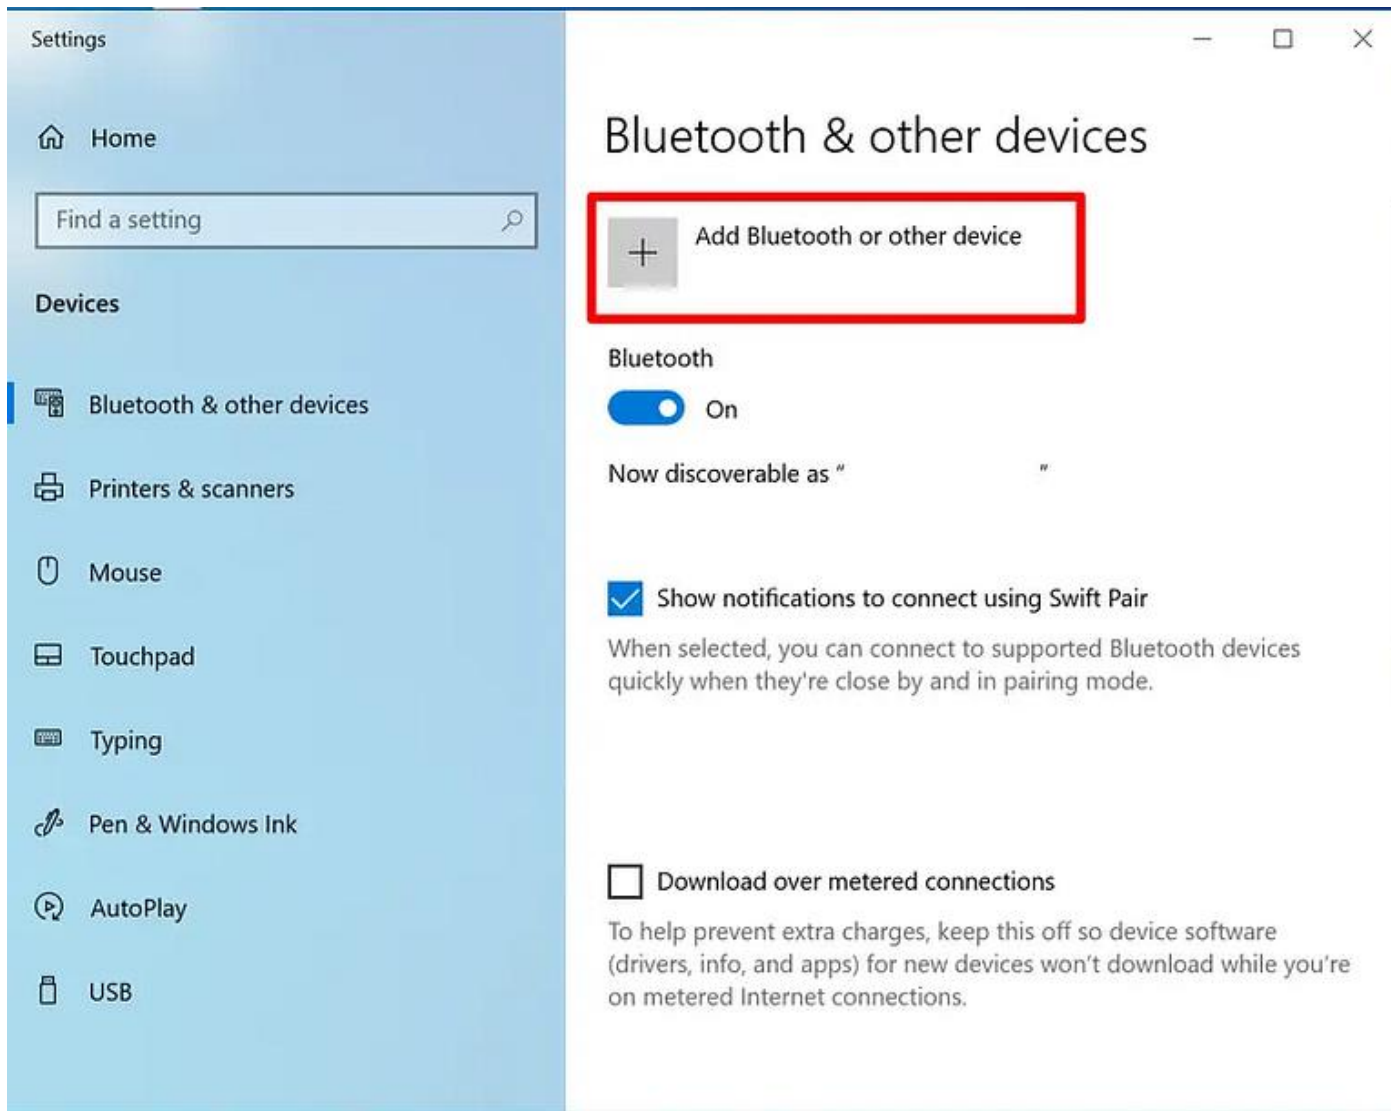 Settings
Home
Find a setting
Devices
Bluetooth & other devices
Printers & scanners
Mouse
Touchpad
Typing
Pen & Windows Ink
AutoPlay
USB
Bluetooth & other devices
Add Bluetooth or other device
Bluetooth
On
Now discoverable as “ ”
Show notifications to connect using Swift Pair
When selected, you can connect to supported Bluetooth devices
quickly when they're close by and in pairing mode.
Download over metered connections
To help prevent extra charges, keep this off so device software
(drivers, info, and apps) for new devices won’t download while you’re
on metered Internet connections.